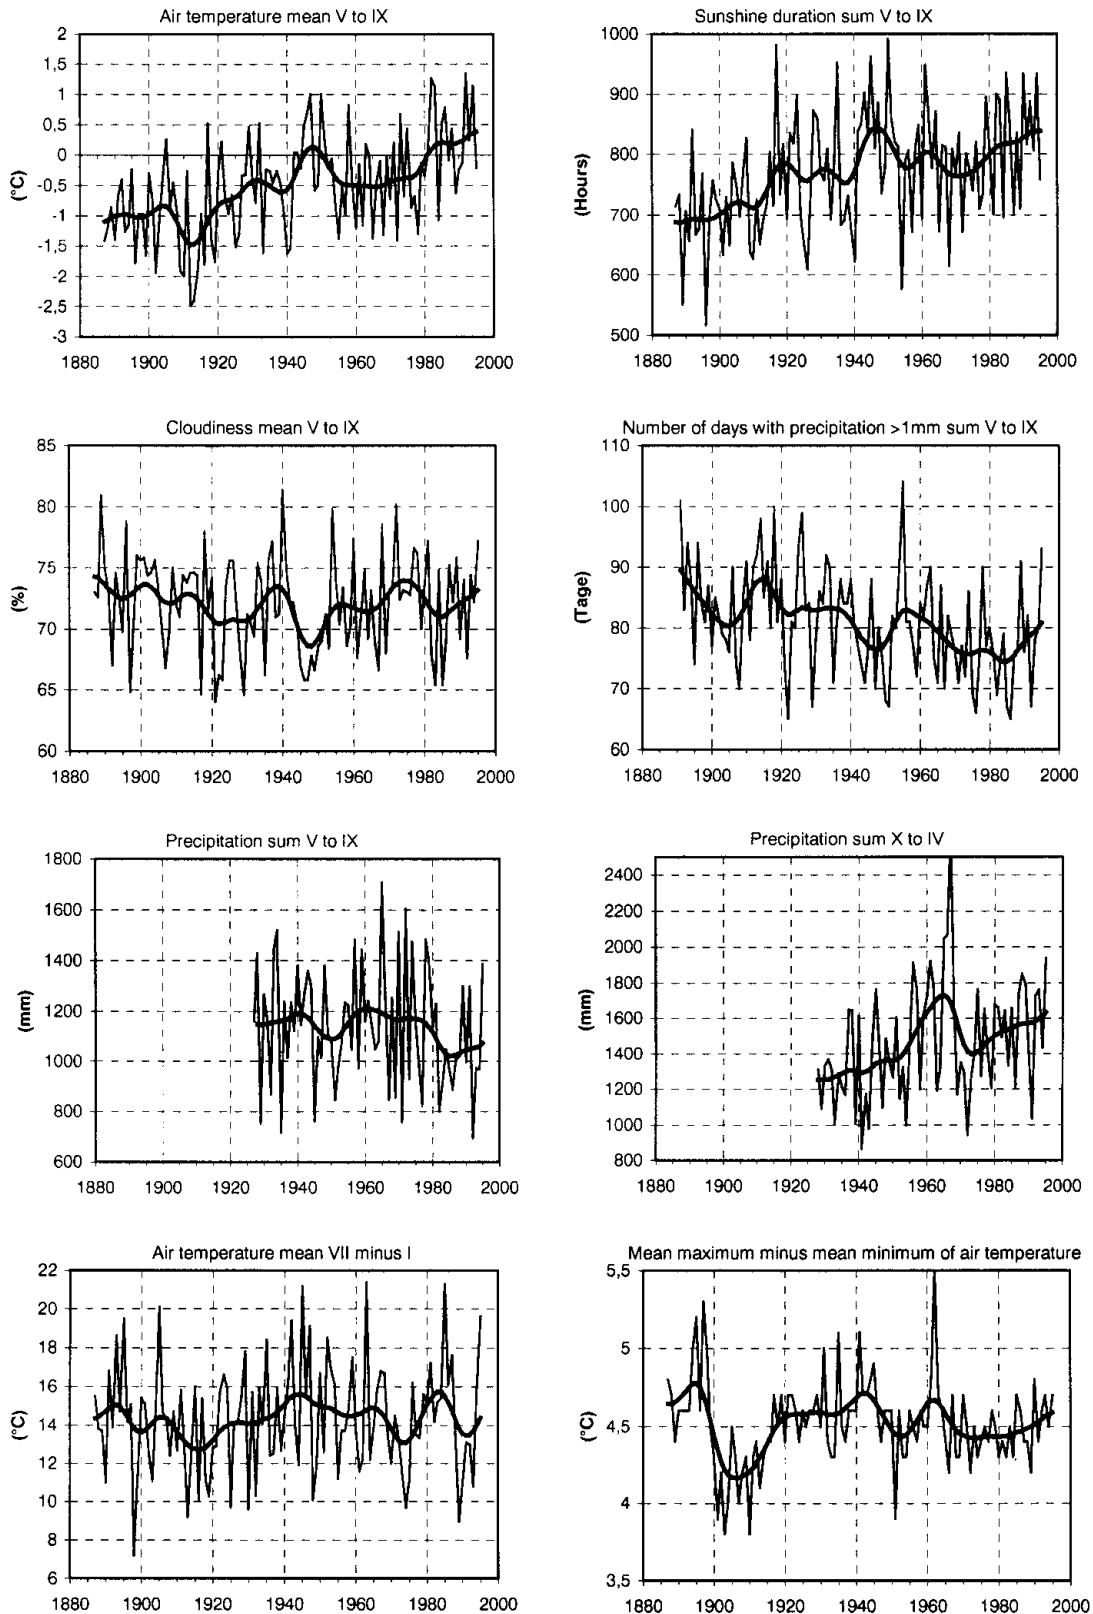 Air temperature mean V to IX
2
1,5
1
0,5
0
-0,5
-1
-1,5
-2
-2,5
-3
(°C)
1880 1900 1920 1940 1960 1980 2000
Sunshine duration sum V to IX
1000
900
800
700
600
500
(Hours)
1880 1900 1920 1940 1960 1980 2000
Cloudiness mean V to IX
85
80
75
70
65
60
(%)
1880 1900 1920 1940 1960 1980 2000
Number of days with precipitation >1mm sum V to IX
110
100
90
80
70
60
(Tage)
1880 1900 1920 1940 1960 1980 2000
Precipitation sum V to IX
1800
1600
1400
1200
1000
800
600
(mm)
1880 1900 1920 1940 1960 1980 2000
Precipitation sum X to IV
2400
2200
2000
1800
1600
1400
1200
1000
800
(mm)
1880 1900 1920 1940 1960 1980 2000
Air temperature mean VII minus I
22
20
18
16
14
12
10
8
6
(°C)
1880 1900 1920 1940 1960 1980 2000
Mean maximum minus mean minimum of air temperature
5,5
5
4,5
4
3,5
(°C)
1880 1900 1920 1940 1960 1980 2000